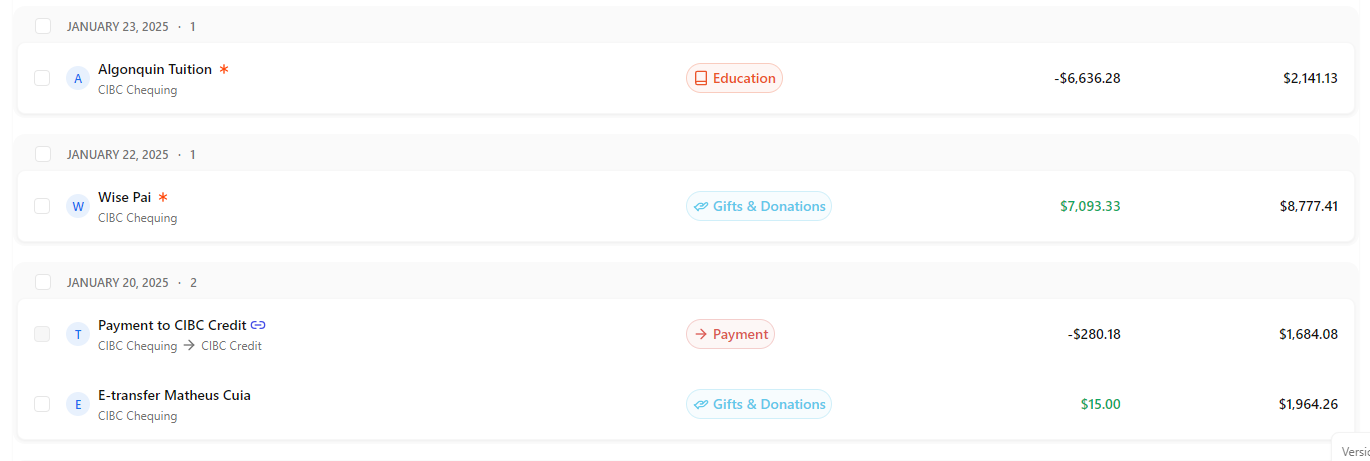 JANUARY 23, 2025 · 1
A Algonquin Tuition * Education -$6,636.28 $2,141.13
CIBC Chequing
JANUARY 22, 2025 · 1
W Wise Pai * Gifts & Donations $7,093.33 $8,777.41
CIBC Chequing
JANUARY 20, 2025 · 2
T Payment to CIBC Credit → Payment -$280.18 $1,684.08
CIBC Chequing → CIBC Credit
E E-transfer Matheus Cuia Gifts & Donations $15.00 $1,964.26
CIBC Chequing